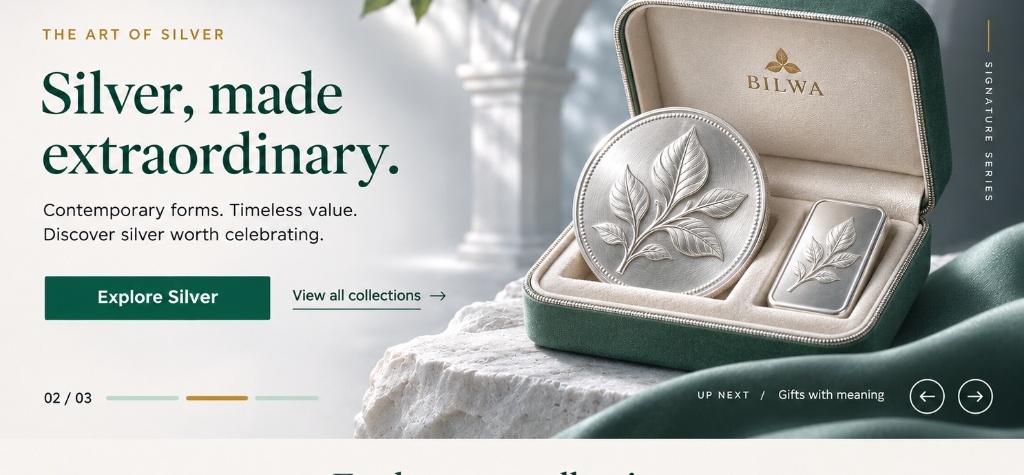 THE ART OF SILVER
Silver, made
extraordinary.
Contemporary forms. Timeless value.
Discover silver worth celebrating.
Explore Silver
View all collections →
02 / 03
BILWA
SIGNATURE SERIES
UP NEXT / Gifts with meaning
← →